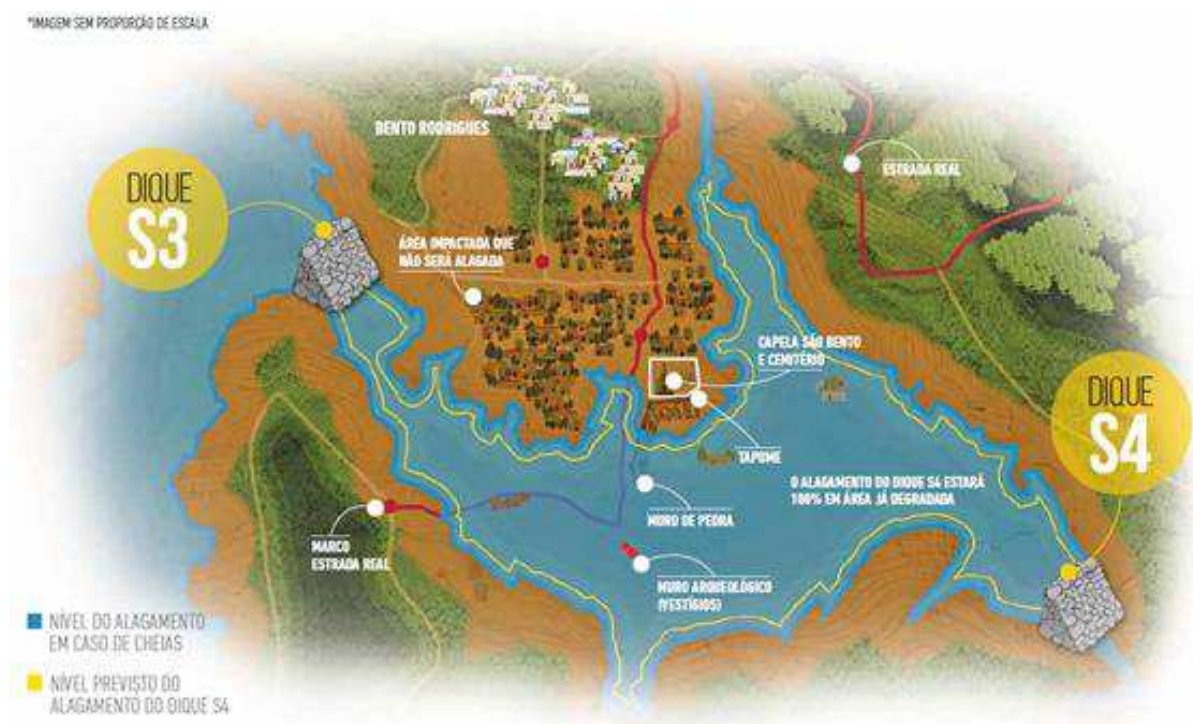 *IMAGEM SEM PROPORÇÃO DE ESCALA
BENTO RODRIGUES
DIQUE
S3
ESTRADA REAL
ÁREA IMPACTADA QUE
NÃO SERÁ ALAGADA
CAPELA SÃO BENTO
E CEMITÉRIO
DIQUE
S4
TAPUME
O ALAGAMENTO DO DIQUE S4 ESTARÁ
100% EM ÁREA JÁ DEGRADADA
MURO DE PEDRA
MARCO
ESTRADA REAL
MURO ARQUEOLÓGICO
(VESTÍGIOS)
NÍVEL DO ALAGAMENTO
EM CASO DE CHEIAS
NÍVEL PREVISTO DO
ALAGAMENTO DO DIQUE S4